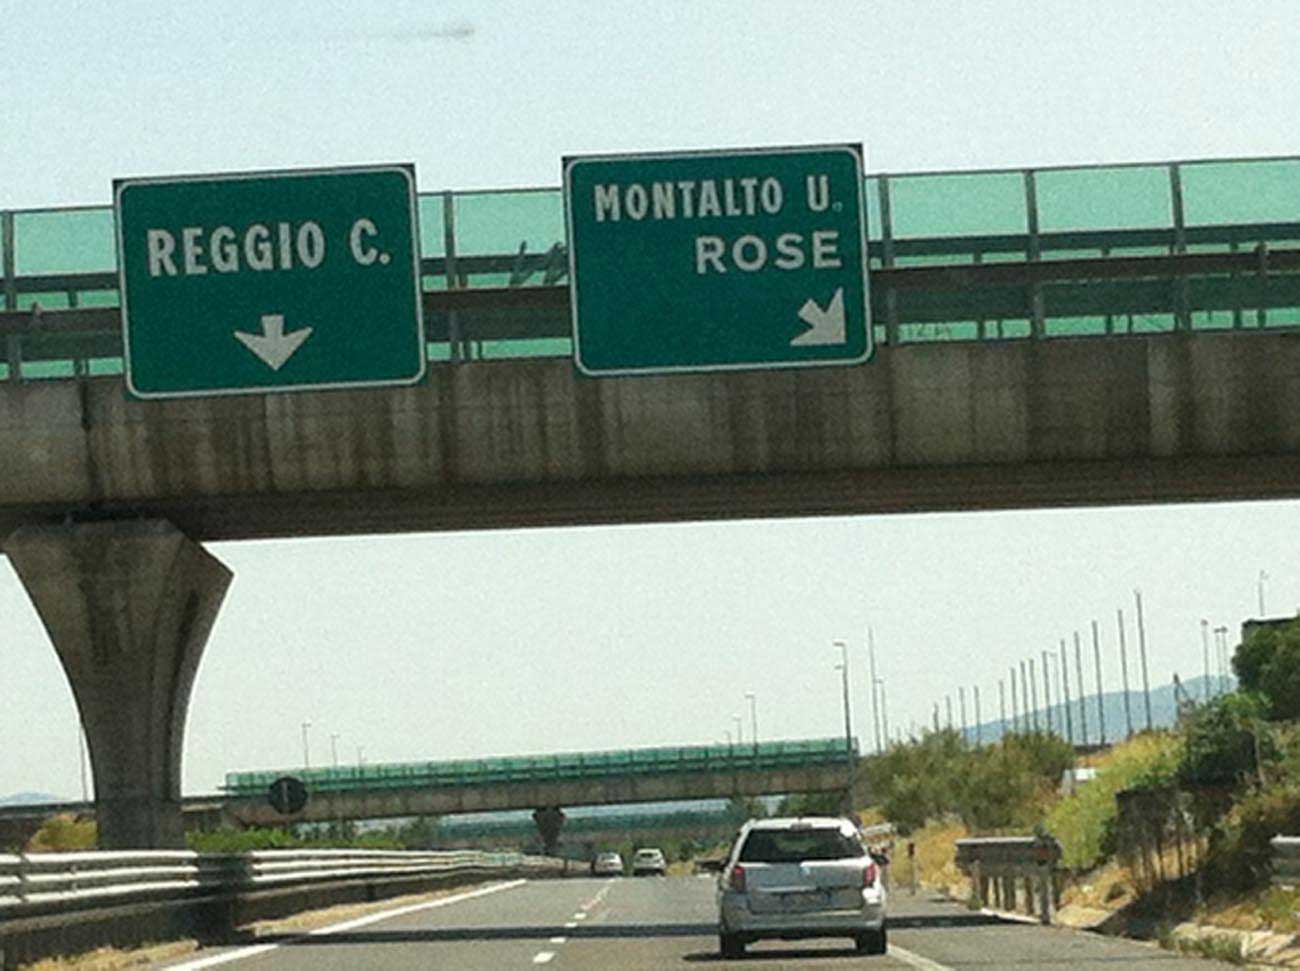 REGGIO C.
MONTALTO U.
ROSE